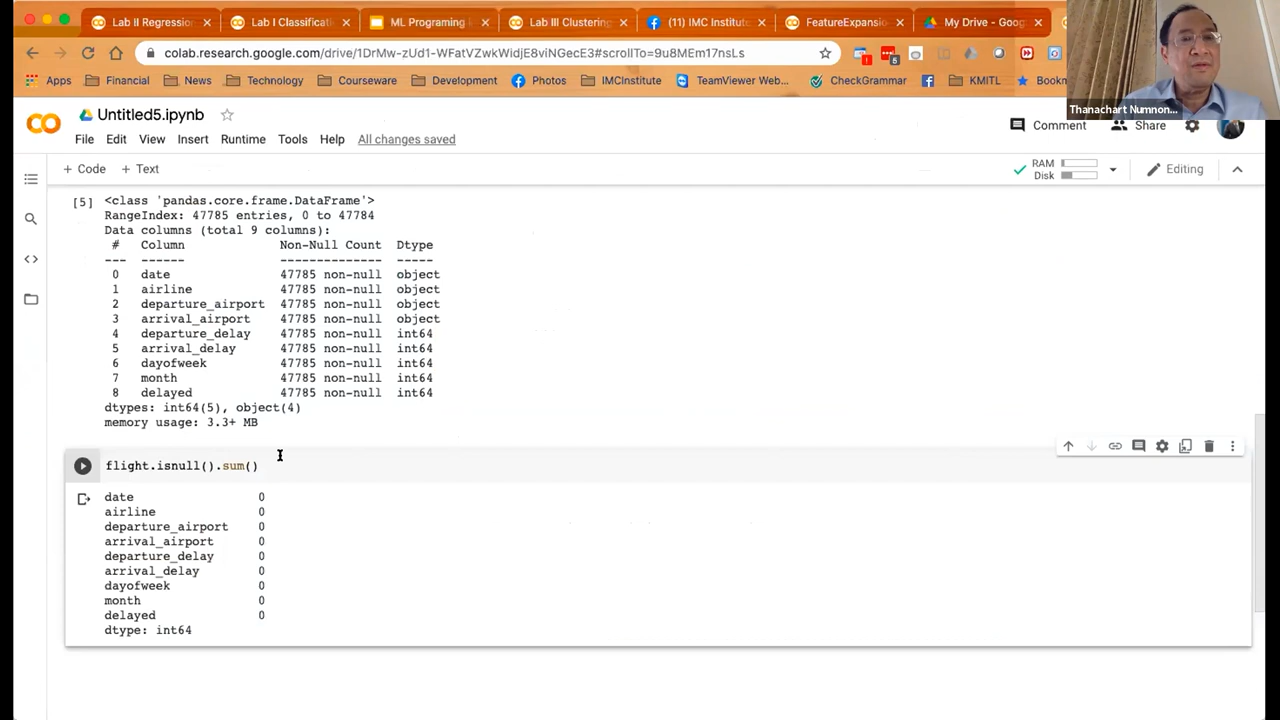 Lab II Regression
Lab I Classificati
ML Programing i
Lab III Clustering
(11) IMC Institut
FeatureExpansio
My Drive - Goog
colab.research.google.com/drive/1DrMw-zUd1-WFatVZwkWidjE8viNGecE3#scrollTo=9u8MEm17nsLs
Apps
Financial
News
Technology
Courseware
Development
Photos
IMCInstitute
TeamViewer Web...
CheckGrammar
KMITL
Bookm
Thanachart Numnon...
Untitled5.ipynb
File Edit View Insert Runtime Tools Help All changes saved
Comment
Share
+ Code + Text
RAM
Disk
Editing
[5] <class 'pandas.core.frame.DataFrame'>
RangeIndex: 47785 entries, 0 to 47784
Data columns (total 9 columns):
# Column Non-Null Count Dtype
--- ------ -------------- -----
0 date 47785 non-null object
1 airline 47785 non-null object
2 departure_airport 47785 non-null object
3 arrival_airport 47785 non-null object
4 departure_delay 47785 non-null int64
5 arrival_delay 47785 non-null int64
6 dayofweek 47785 non-null int64
7 month 47785 non-null int64
8 delayed 47785 non-null int64
dtypes: int64(5), object(4)
memory usage: 3.3+ MB
flight.isnull().sum()
date 0
airline 0
departure_airport 0
arrival_airport 0
departure_delay 0
arrival_delay 0
dayofweek 0
month 0
delayed 0
dtype: int64